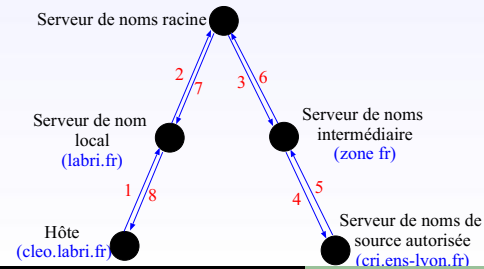 Serveur de noms racine
2
7
3
6
Serveur de nom
local
(labri.fr)
Serveur de noms
intermédiaire
(zone fr)
1
8
4
5
Hôte
(cleo.labri.fr)
Serveur de noms de
source autorisée
(cri.ens-lyon.fr)